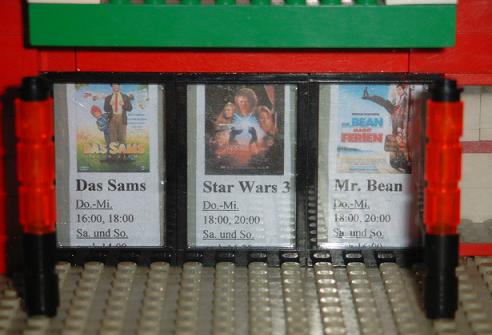 DAS SAMS
Das Sams
Do.-Mi.
16:00, 18:00
Sa. und So.
Star Wars 3
Do.-Mi.
18:00, 20:00
Sa. und So.
MR. BEAN
MACHT
FERIEN
Mr. Bean
Do.-Mi.
18:00, 20:00
Sa. und So.